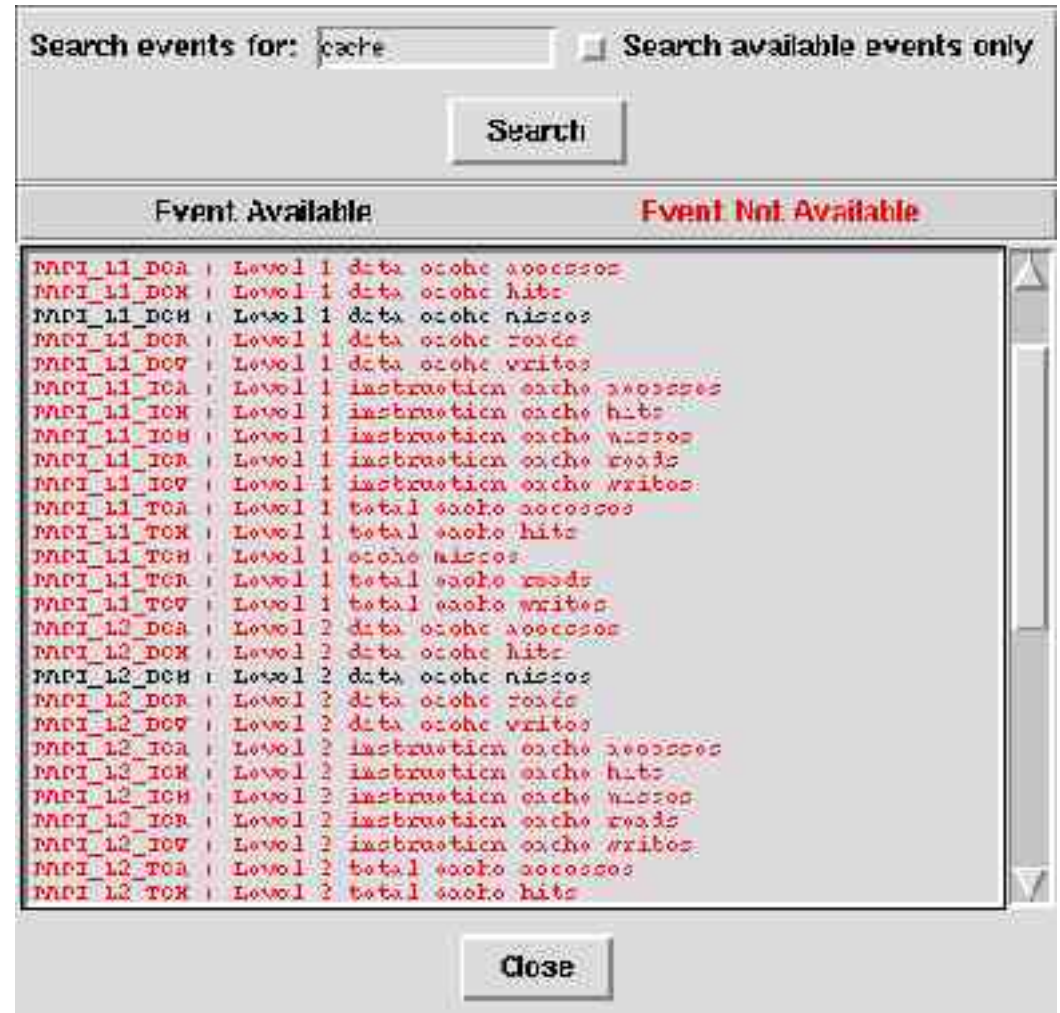 Search events for: cache Search available events only
Search
Event Available Event Not Available
PAPI_L1_DCA : Level 1 data cache accesses
PAPI_L1_DCH : Level 1 data cache hits
PAPI_L1_DCM : Level 1 data cache misses
PAPI_L1_DCR : Level 1 data cache reads
PAPI_L1_DCW : Level 1 data cache writes
PAPI_L1_ICA : Level 1 instruction cache accesses
PAPI_L1_ICH : Level 1 instruction cache hits
PAPI_L1_ICM : Level 1 instruction cache misses
PAPI_L1_ICR : Level 1 instruction cache reads
PAPI_L1_ICW : Level 1 instruction cache writes
PAPI_L1_TCA : Level 1 total cache accesses
PAPI_L1_TCH : Level 1 total cache hits
PAPI_L1_TCM : Level 1 cache misses
PAPI_L1_TCR : Level 1 total cache reads
PAPI_L1_TCW : Level 1 total cache writes
PAPI_L2_DCA : Level 2 data cache accesses
PAPI_L2_DCH : Level 2 data cache hits
PAPI_L2_DCM : Level 2 data cache misses
PAPI_L2_DCR : Level 2 data cache reads
PAPI_L2_DCW : Level 2 data cache writes
PAPI_L2_ICA : Level 2 instruction cache accesses
PAPI_L2_ICH : Level 2 instruction cache hits
PAPI_L2_ICM : Level 2 instruction cache misses
PAPI_L2_ICR : Level 2 instruction cache reads
PAPI_L2_ICW : Level 2 instruction cache writes
PAPI_L2_TCA : Level 2 total cache accesses
PAPI_L2_TCH : Level 2 total cache hits
Close